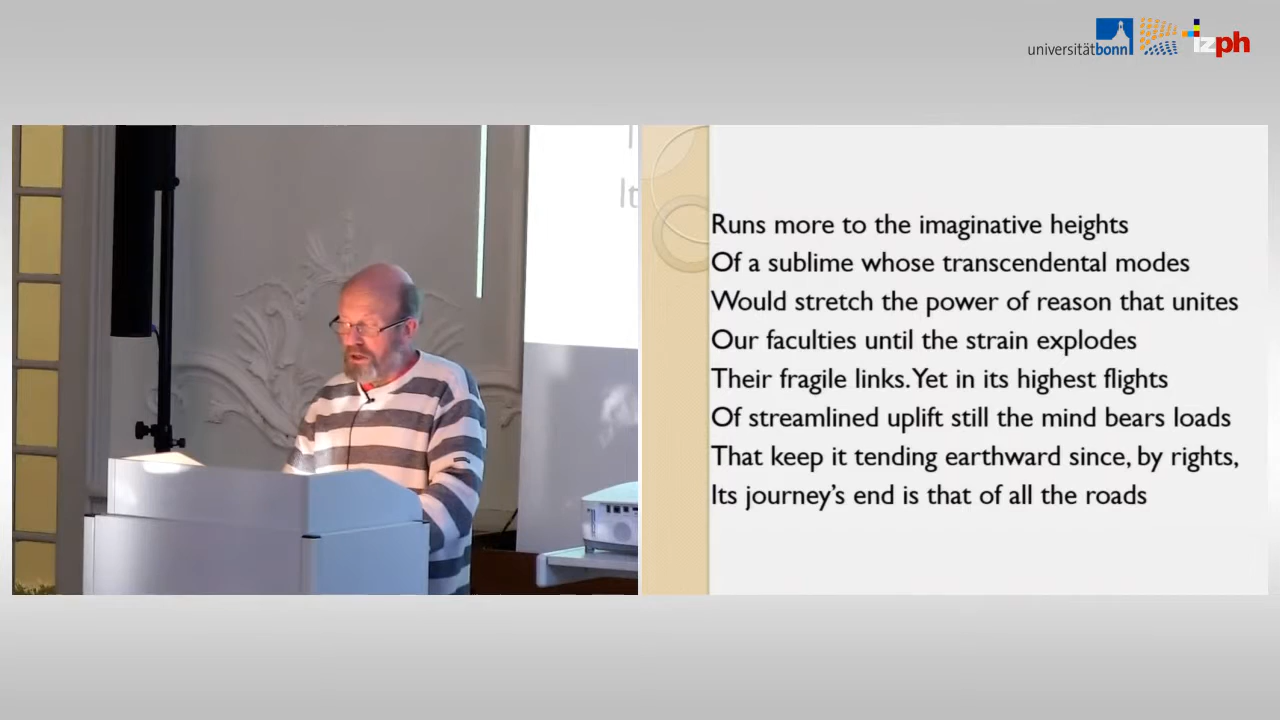 universitätbonn
izph
It
Runs more to the imaginative heights
Of a sublime whose transcendental modes
Would stretch the power of reason that unites
Our faculties until the strain explodes
Their fragile links. Yet in its highest flights
Of streamlined uplift still the mind bears loads
That keep it tending earthward since, by rights,
Its journey's end is that of all the roads